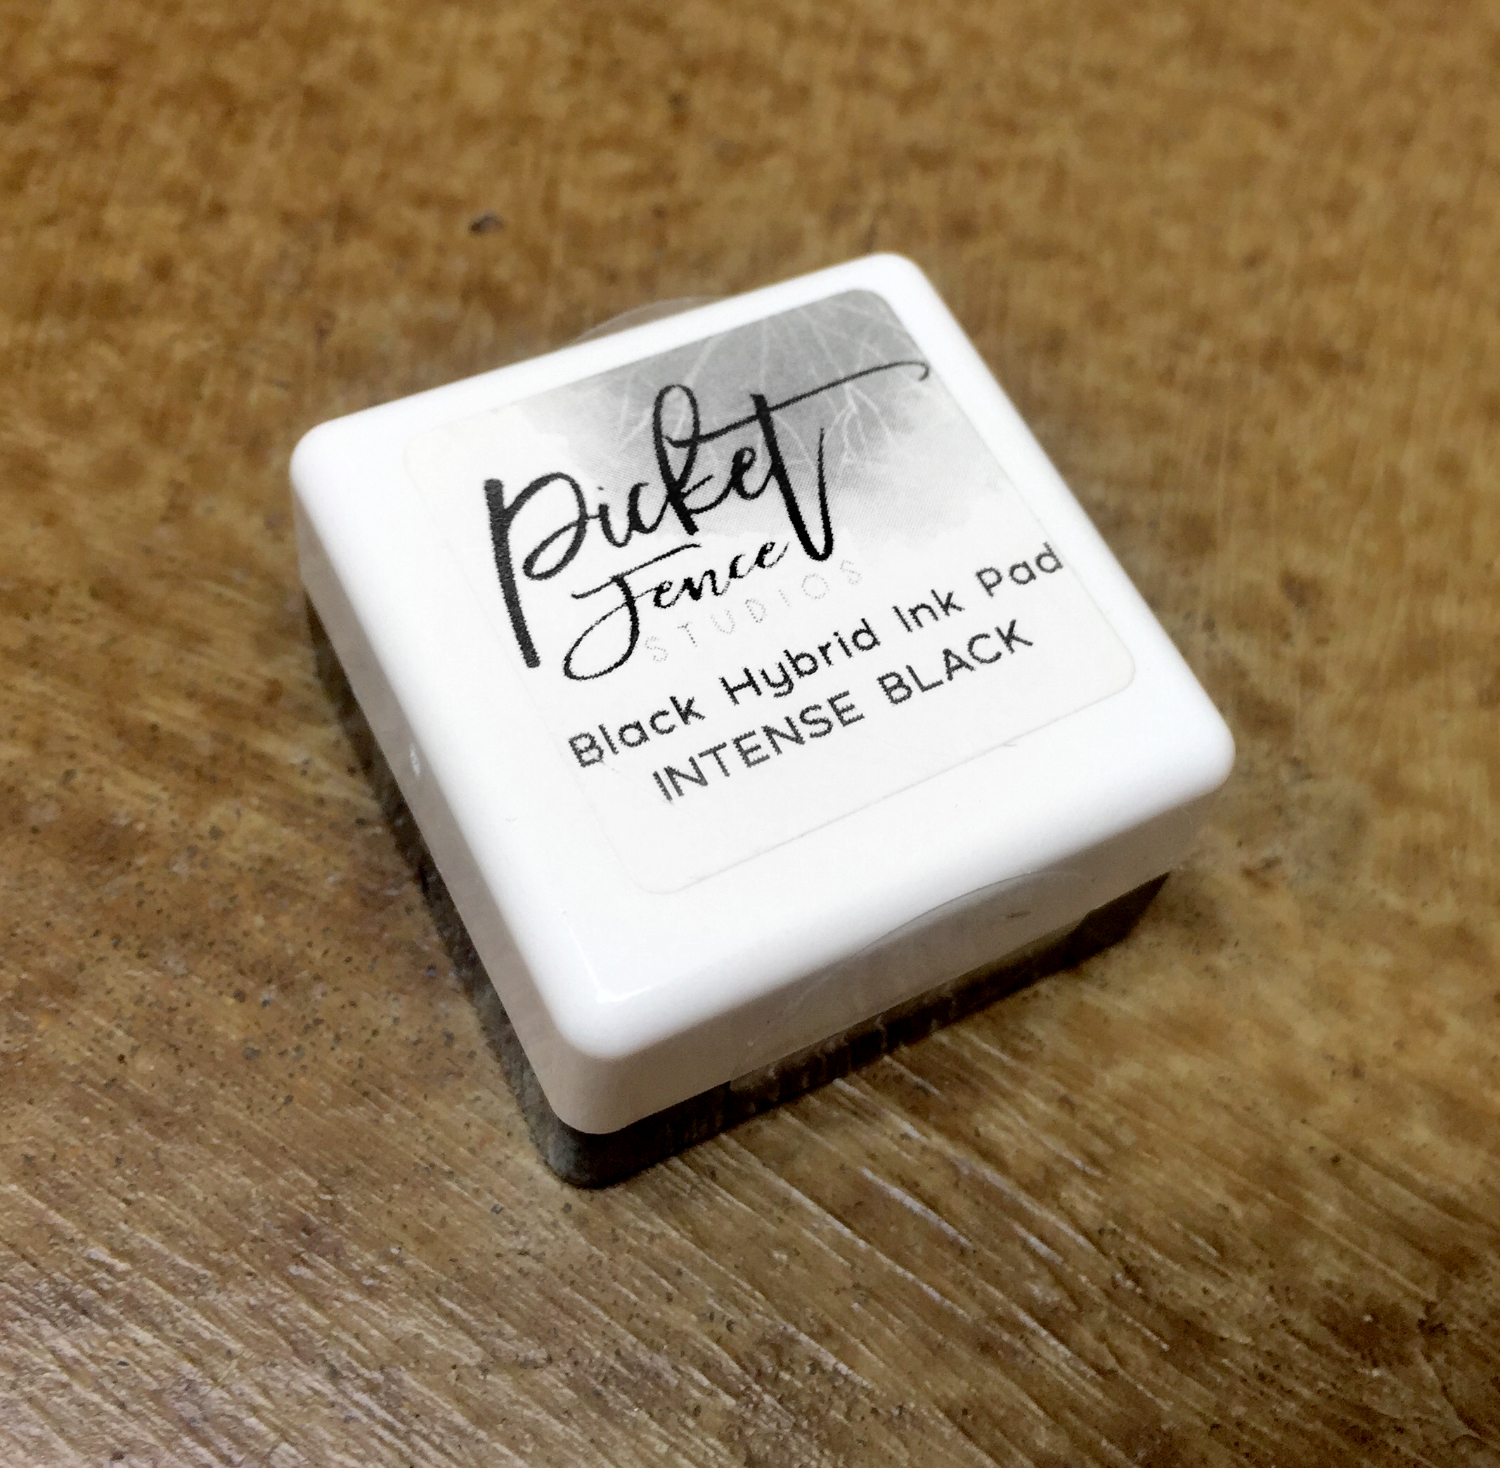 Picket
Fence
STUDIOS
Black Hybrid Ink Pad
INTENSE BLACK